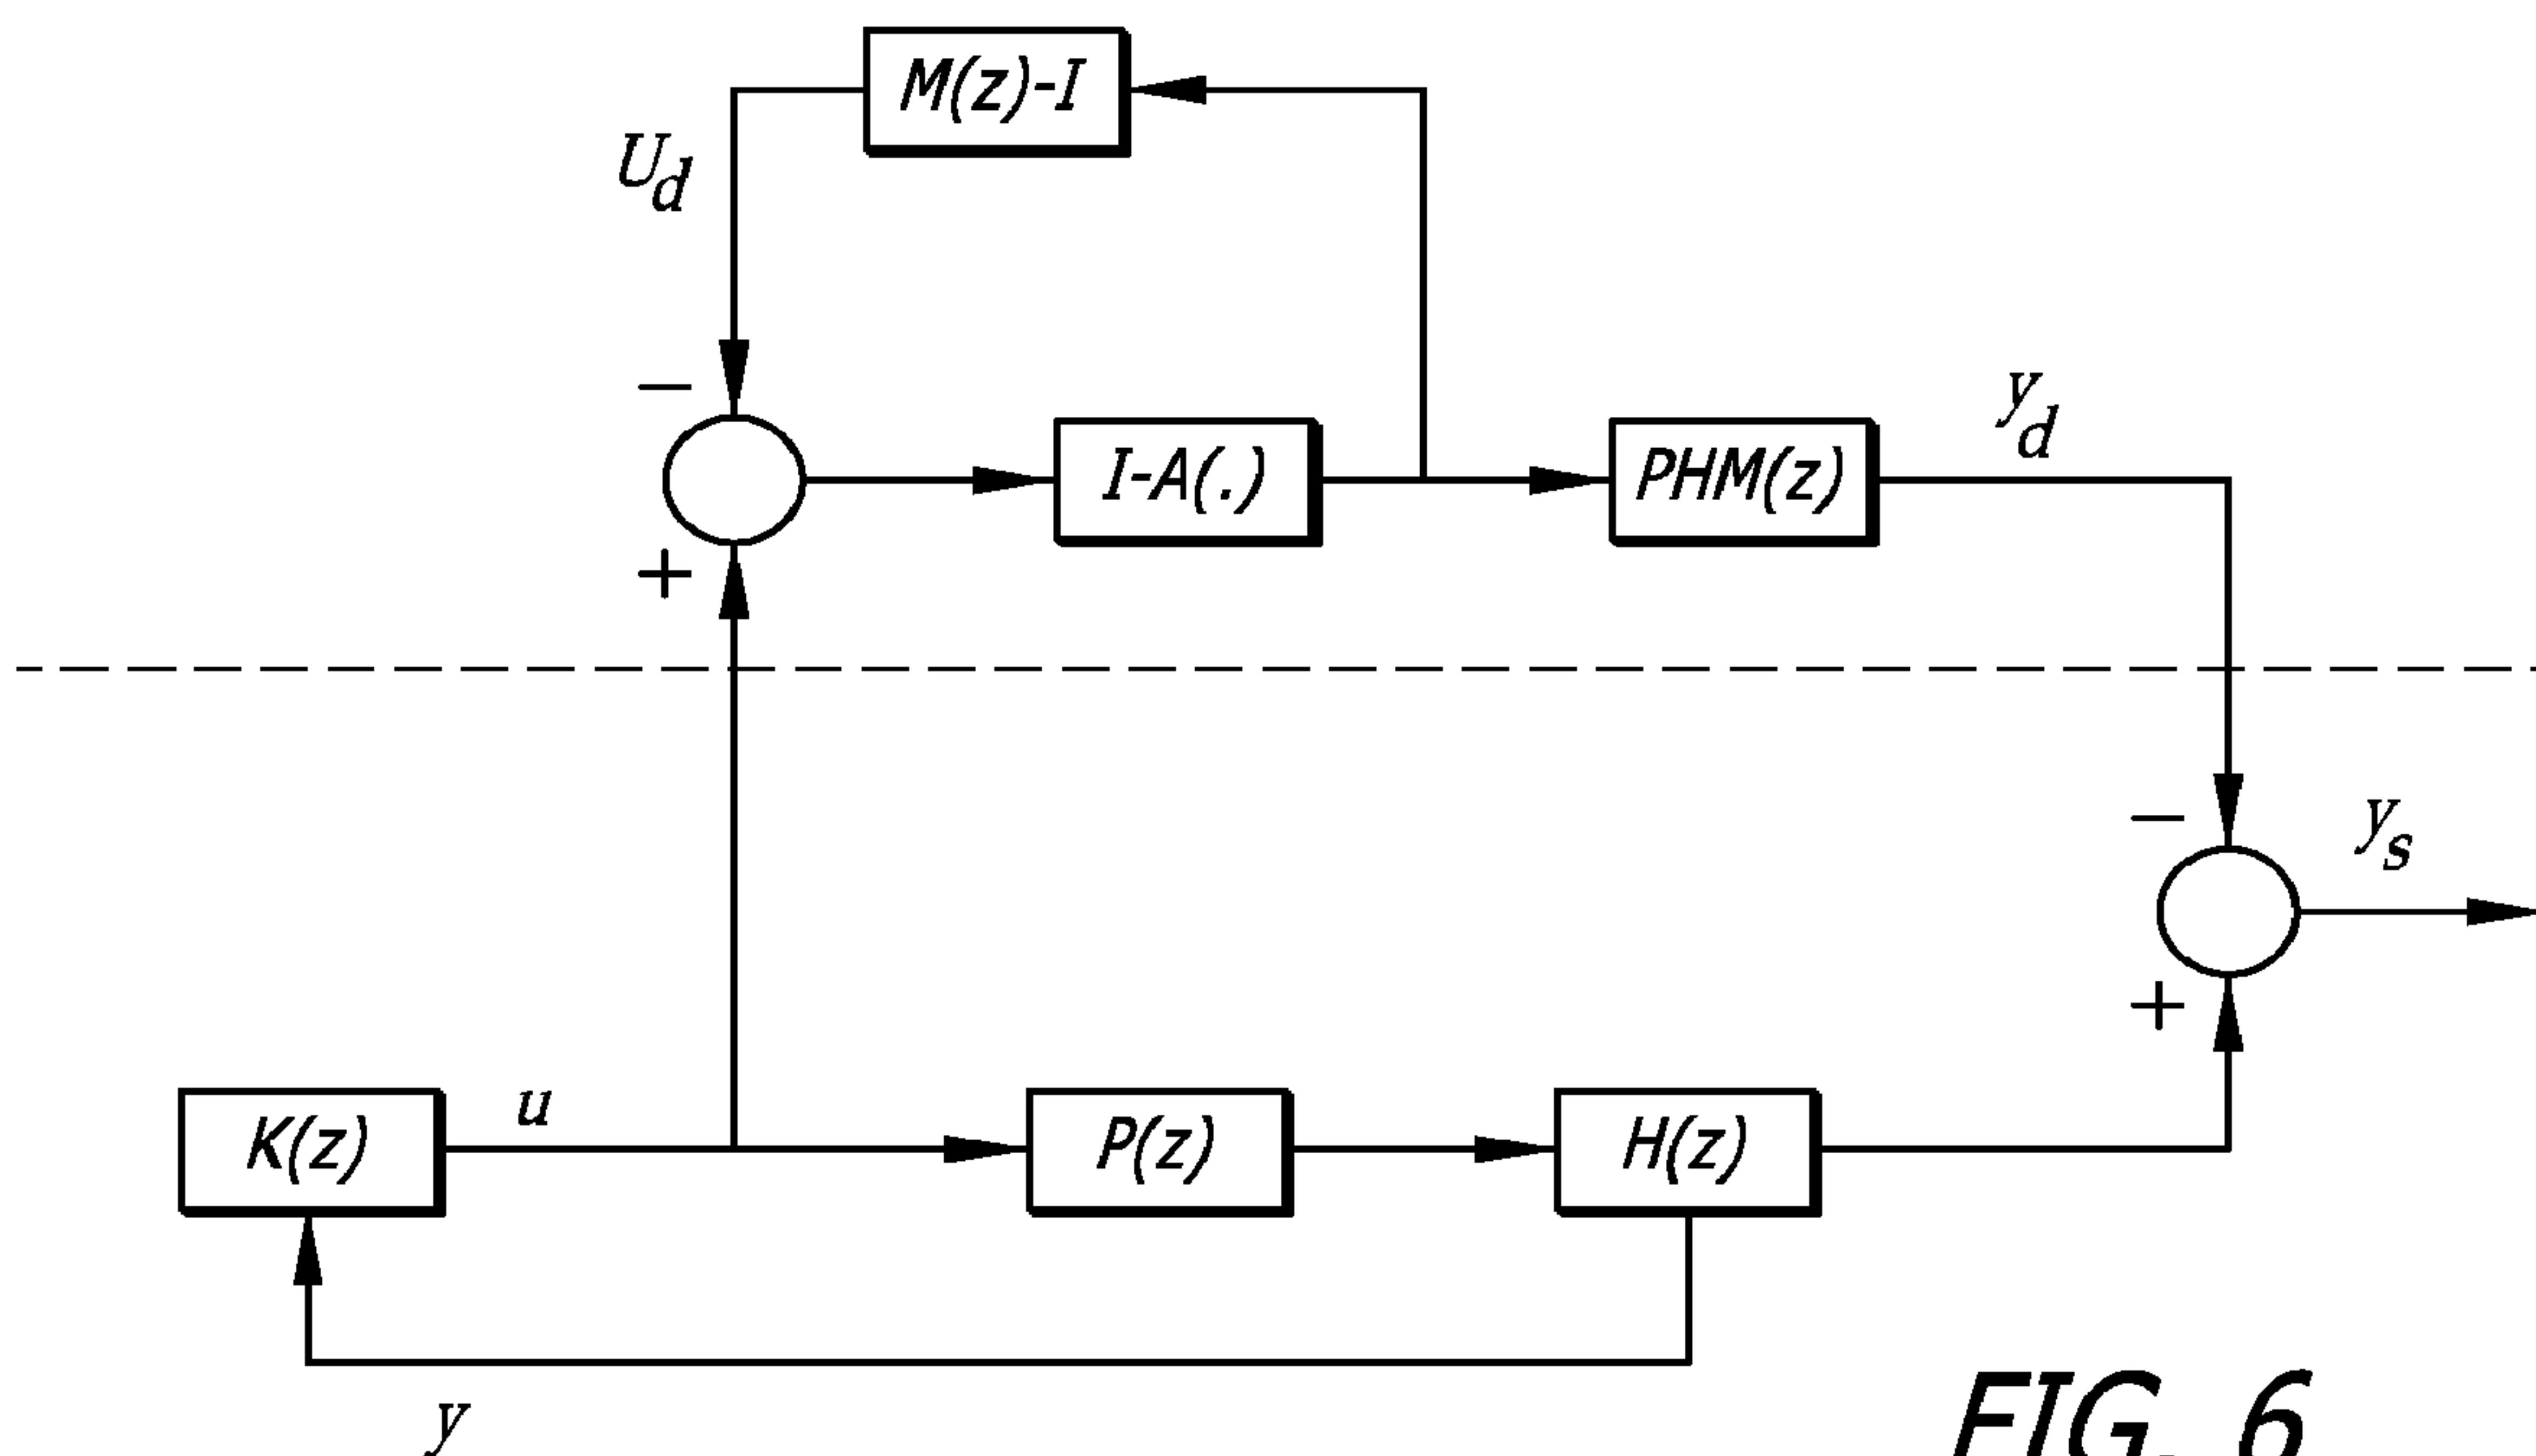 M(z)-I
U_d
−
I-A(.)
PHM(z)
y_d
+
−
y_s
+
K(z)
u
P(z)
H(z)
y
FIG. 6